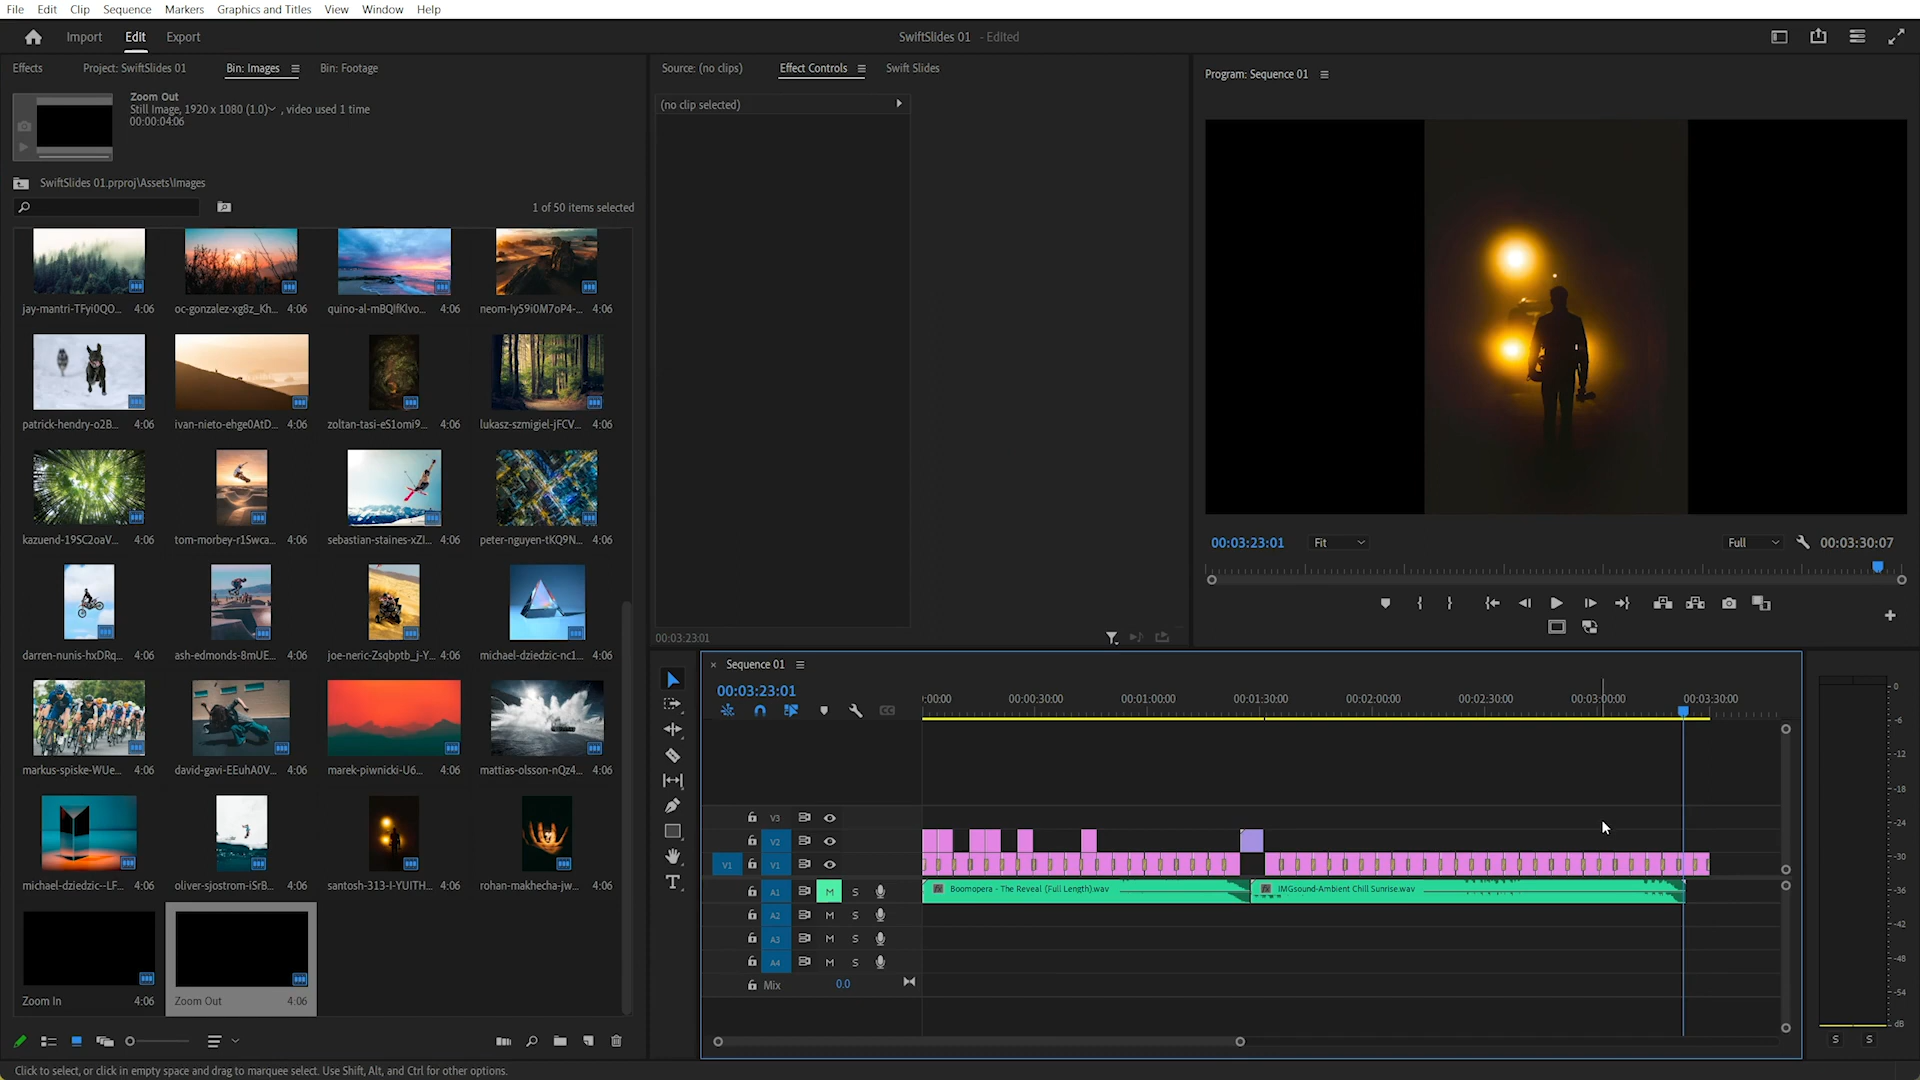 File Edit Clip Sequence Markers Graphics and Titles View Window Help
Import Edit Export
SwiftSlides 01 - Edited
Effects Project: SwiftSlides 01 Bin: Images Bin: Footage
Zoom Out
Still Image, 1920 x 1080 (1.0) , video used 1 time
00:00:04:06
SwiftSlides 01.prproj\Assets\Images
1 of 50 items selected
jay-mantri-TFyi0QO... 4:06 oc-gonzalez-xg8z_Kh... 4:06 quino-al-mBQIfKlvo... 4:06 neom-Iy59i0M7oP4-... 4:06
patrick-hendry-o2B... 4:06 ivan-nieto-ehge0AtD... 4:06 zoltan-tasi-eS1omi9... 4:06 lukasz-szmigiel-jFCV... 4:06
kazuend-19SC2oaV... 4:06 tom-morbey-r1Swca... 4:06 sebastian-staines-xZI... 4:06 peter-nguyen-tKQ9N... 4:06
darren-nunis-hxDRq... 4:06 ash-edmonds-8mUE... 4:06 joe-neric-Zsqbptb_j-Y... 4:06 michael-dziedzic-nc1... 4:06
markus-spiske-WUe... 4:06 david-gavi-EEuhA0V... 4:06 marek-piwnicki-U6... 4:06 mattias-olsson-nQz4... 4:06
michael-dziedzic--LF... 4:06 oliver-sjostrom-iSrB... 4:06 santosh-313-I-YUITH... 4:06 rohan-makhecha-jw... 4:06
Zoom In 4:06 Zoom Out 4:06
Source: (no clips) Effect Controls Swift Slides
(no clip selected)
00:03:23:01
Program: Sequence 01
00:03:23:01 Fit Full 00:03:30:07
× Sequence 01
00:03:23:01
:00:00 00:00:30:00 00:01:00:00 00:01:30:00 00:02:00:00 00:02:30:00 00:03:00:00 00:03:30:00
CC
V3
V2
V1 V1
A1 M S Boomopera - The Reveal (Full Length).wav IMGsound-Ambient Chill Sunrise.wav
A2 M S
A3 M S
A4 M S
Mix 0.0
0
-6
-12
-18
-24
-30
-36
-42
-48
-54
dB
S S
Click to select, or click in empty space and drag to marquee select. Use Shift, Alt, and Ctrl for other options.